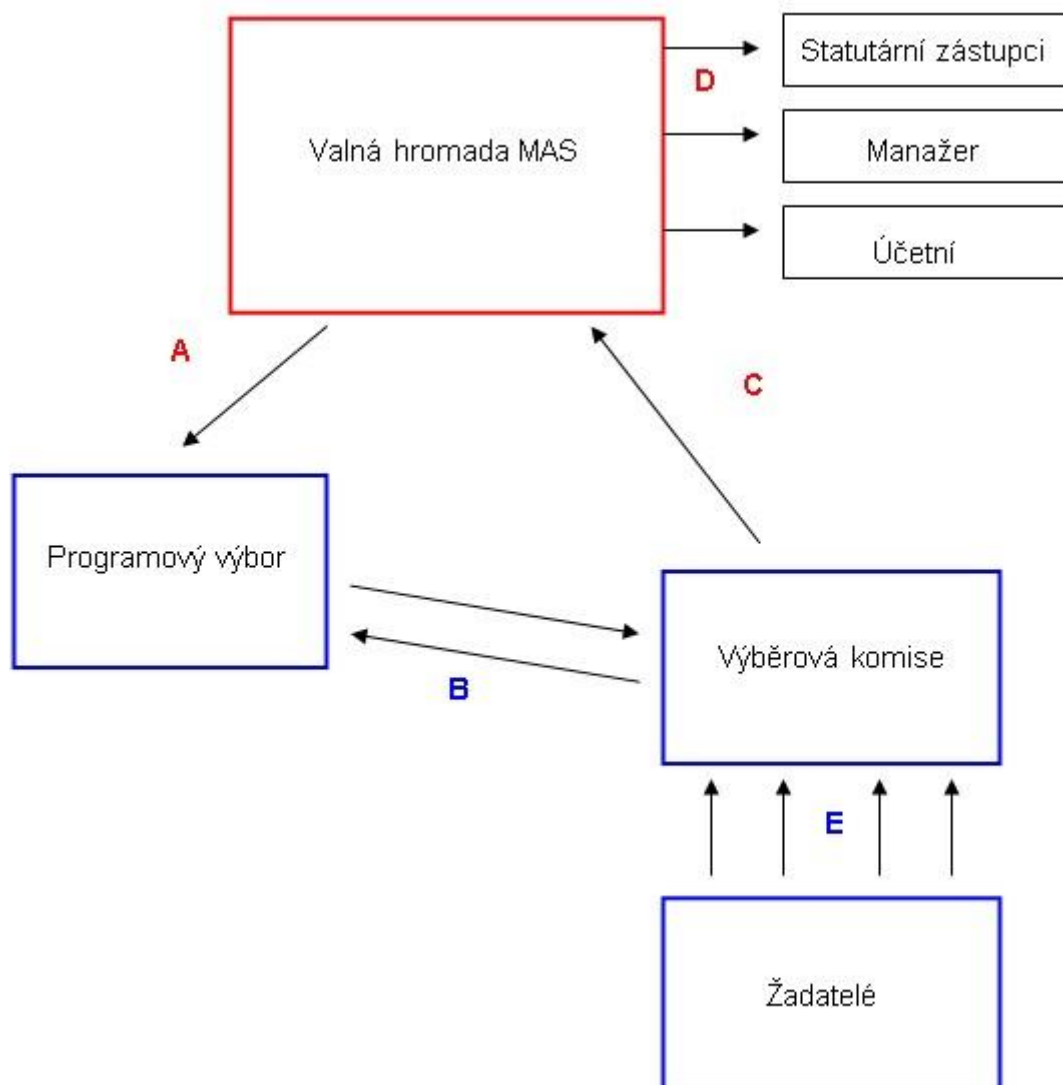 Statutární zástupci
D
Valná hromada MAS
Manažer
Účetní
A
C
Programový výbor
Výběrová komise
B
E
Žadatelé